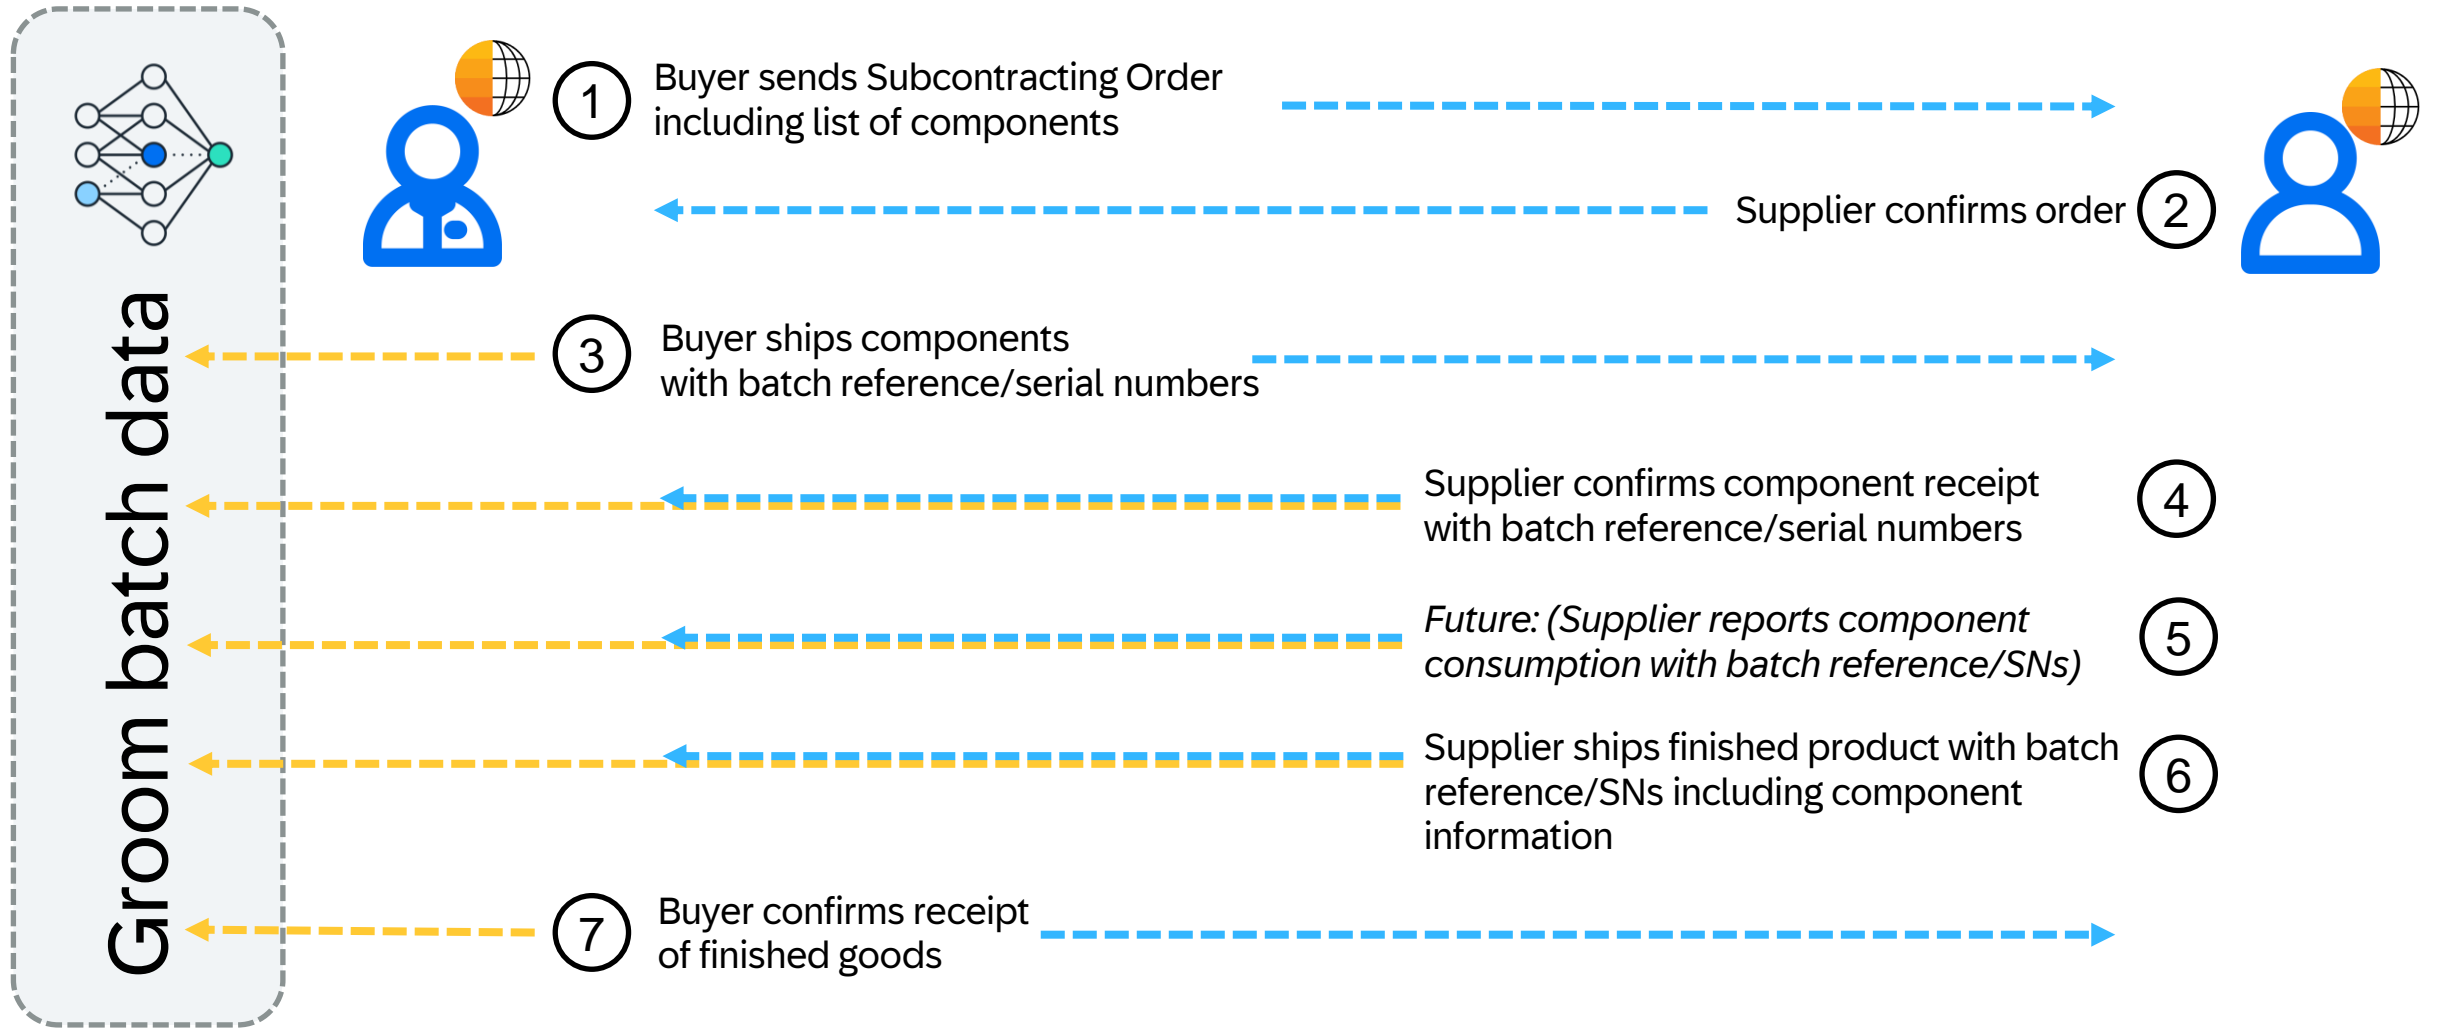 Groom batch data
1
Buyer sends Subcontracting Order
including list of components
Supplier confirms order
2
3
Buyer ships components
with batch reference/serial numbers
Supplier confirms component receipt
with batch reference/serial numbers
4
Future: (Supplier reports component
consumption with batch reference/SNs)
5
Supplier ships finished product with batch
reference/SNs including component
information
6
7
Buyer confirms receipt
of finished goods